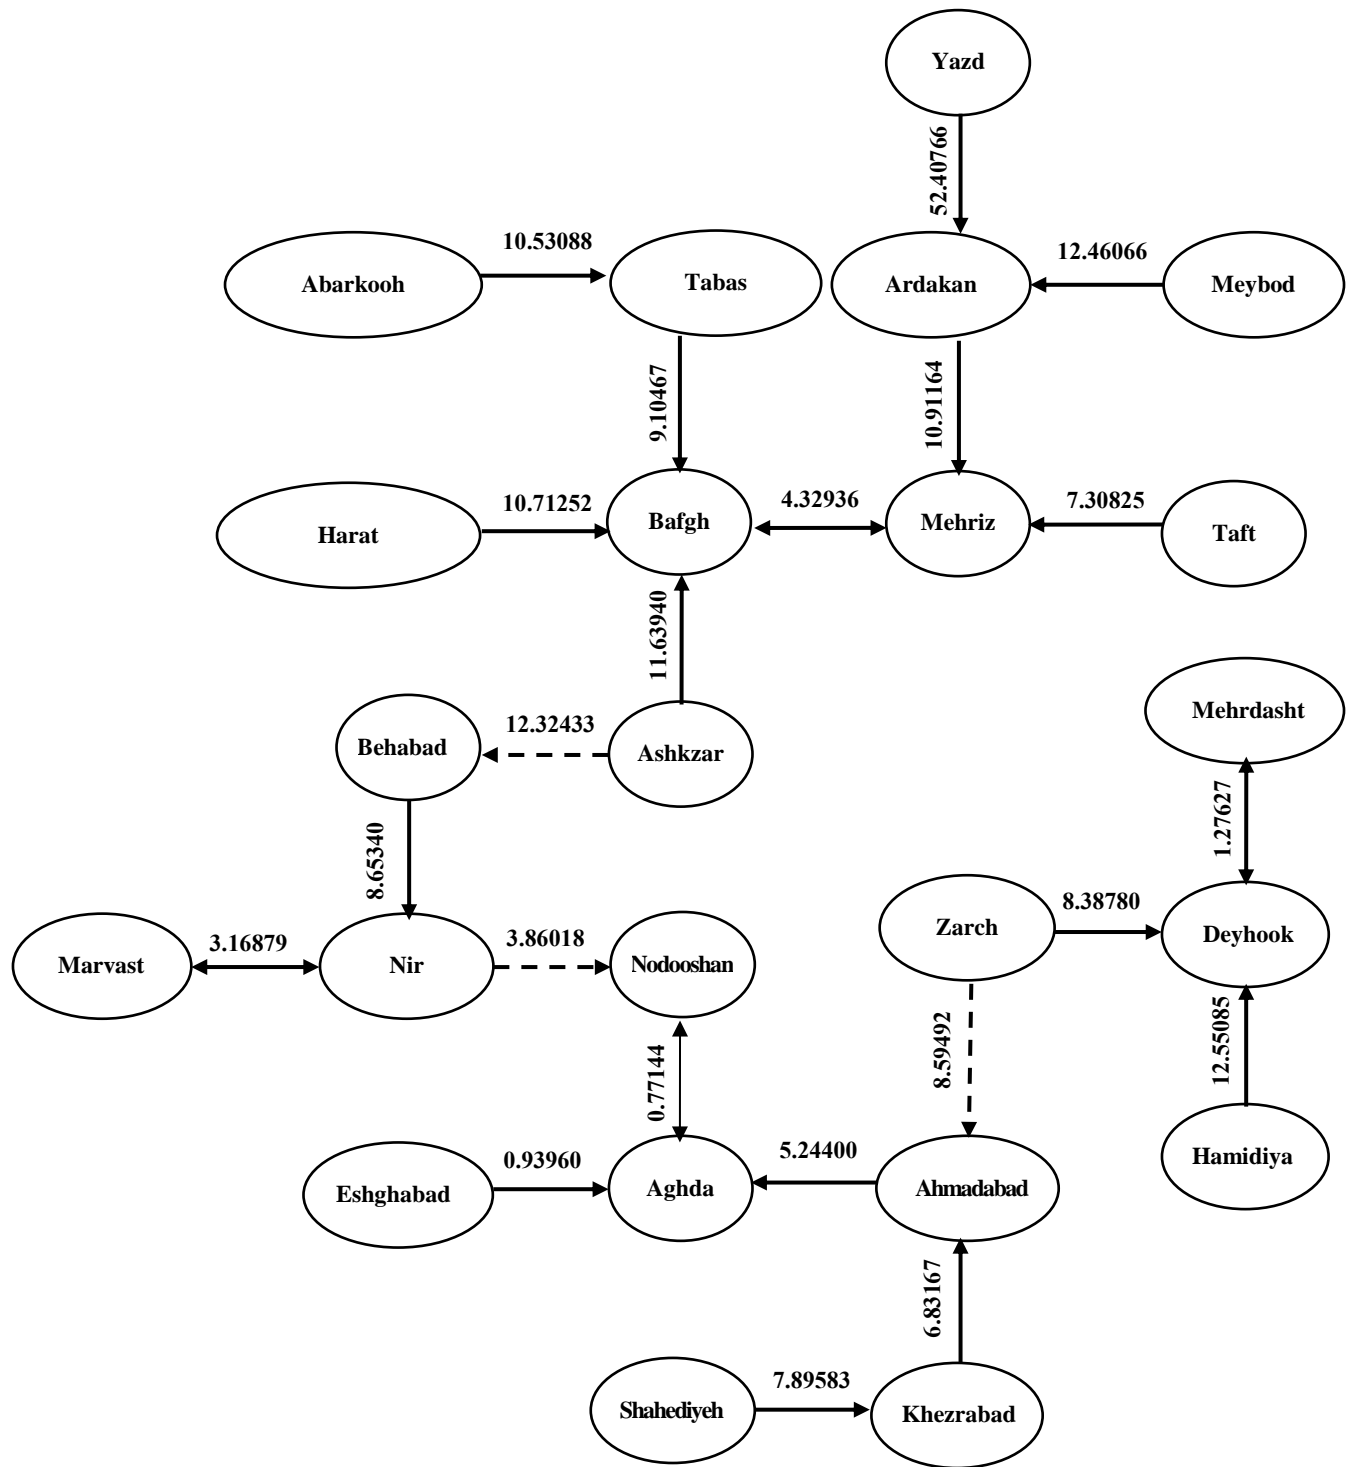 Yazd
52.40766
10.53088
12.46066
Abarkooh
Tabas
Ardakan
Meybod
9.10467
10.91164
10.71252
4.32936
7.30825
Harat
Bafgh
Mehriz
Taft
11.63940
Mehrdasht
12.32433
Behabad
Ashkzar
1.27627
8.65340
8.38780
3.16879
3.86018
Zarch
Deyhook
Marvast
Nir
Nodooshan
0.77144
8.59492
12.55085
0.93960
5.24400
Hamidiya
Eshghabad
Aghda
Ahmadabad
6.83167
7.89583
Shahediyeh
Khezrabad